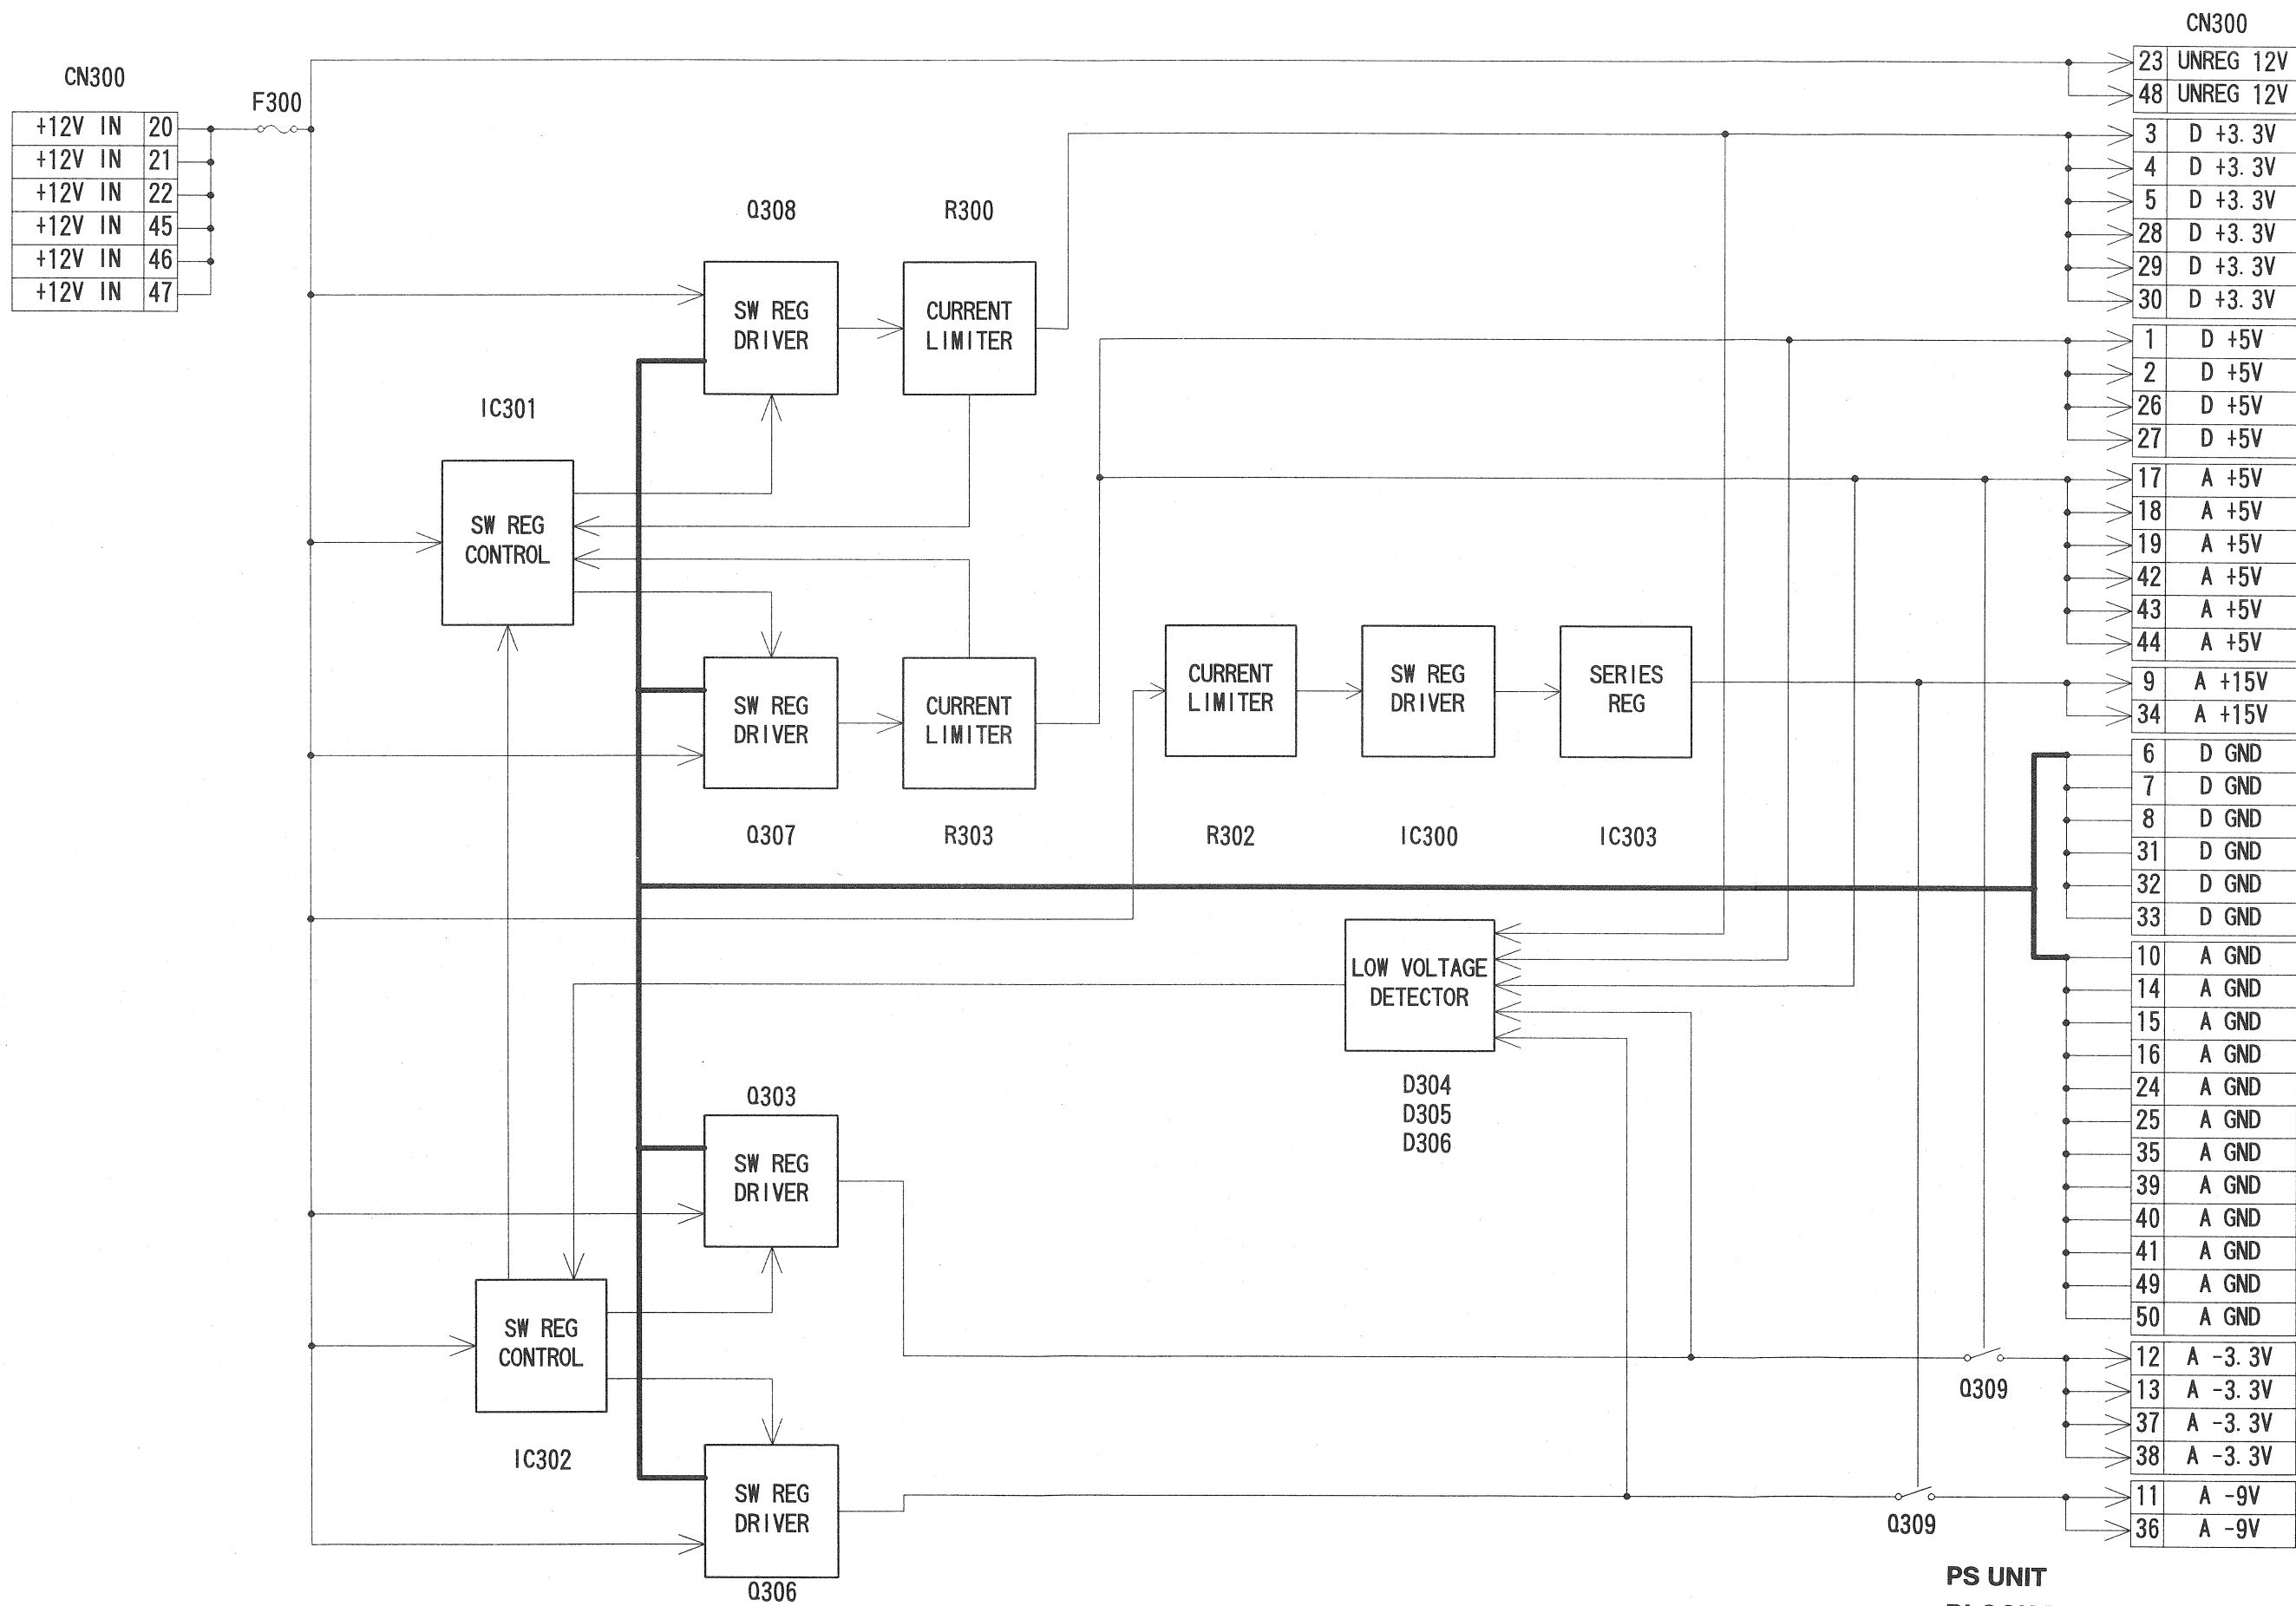 CN300
+12V IN 20
+12V IN 21
+12V IN 22
+12V IN 45
+12V IN 46
+12V IN 47
F300
Q308
SW REG
DRIVER
R300
CURRENT
LIMITER
IC301
SW REG
CONTROL
SW REG
DRIVER
Q307
CURRENT
LIMITER
R303
CURRENT
LIMITER
R302
SW REG
DRIVER
IC300
SERIES
REG
IC303
LOW VOLTAGE
DETECTOR
D304
D305
D306
Q303
SW REG
DRIVER
SW REG
CONTROL
IC302
SW REG
DRIVER
Q306
Q309
Q309
CN300
23 UNREG 12V
48 UNREG 12V
3 D +3.3V
4 D +3.3V
5 D +3.3V
28 D +3.3V
29 D +3.3V
30 D +3.3V
1 D +5V
2 D +5V
26 D +5V
27 D +5V
17 A +5V
18 A +5V
19 A +5V
42 A +5V
43 A +5V
44 A +5V
9 A +15V
34 A +15V
6 D GND
7 D GND
8 D GND
31 D GND
32 D GND
33 D GND
10 A GND
14 A GND
15 A GND
16 A GND
24 A GND
25 A GND
35 A GND
39 A GND
40 A GND
41 A GND
49 A GND
50 A GND
12 A -3.3V
13 A -3.3V
37 A -3.3V
38 A -3.3V
11 A -9V
36 A -9V
PS UNIT